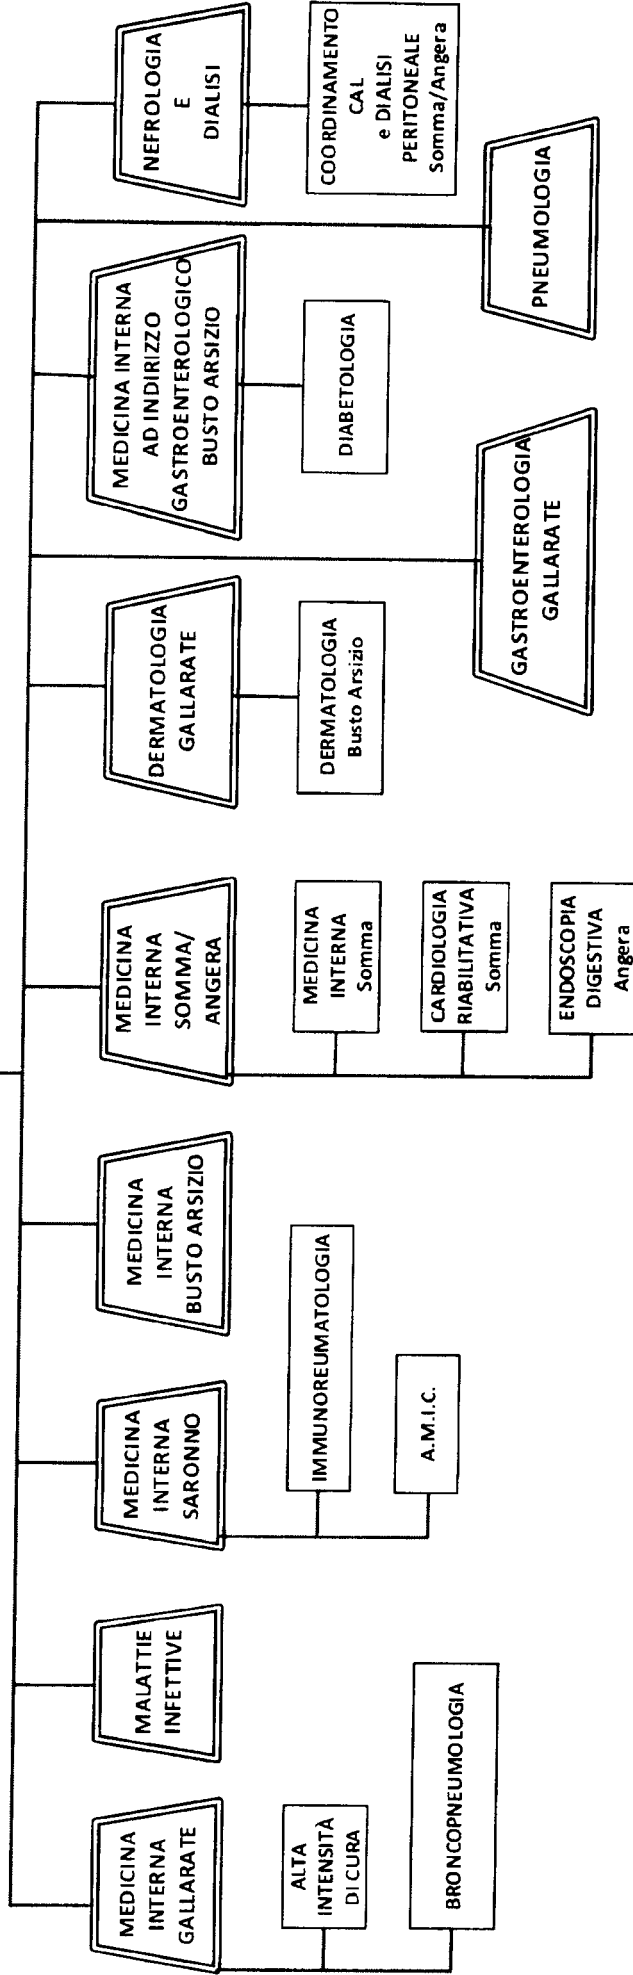 MEDICINA
INTERNA
GALLARATE
ALTA
INTENSITÀ
DI CURA
BRONCOPNEUMOLOGIA
MALATTIE
INFETTIVE
MEDICINA
INTERNA
SARONNO
IMMUNOREUMATOLOGIA
A.M.I.C.
MEDICINA
INTERNA
BUSTO ARSIZIO
MEDICINA
INTERNA
SOMMA/
ANGERA
MEDICINA
INTERNA
Somma
CARDIOLOGIA
RIABILITATIVA
Somma
ENDOSCOPIA
DIGESTIVA
Angera
DERMATOLOGIA
GALLARATE
DERMATOLOGIA
Busto Arsizio
GASTROENTEROLOGIA
GALLARATE
MEDICINA INTERNA
AD INDIRIZZO
GASTROENTEROLOGICO
BUSTO ARSIZIO
DIABETOLOGIA
PNEUMOLOGIA
NEFROLOGIA
E
DIALISI
COORDINAMENTO
CAL
e DIALISI
PERITONEALE
Somma/Angera